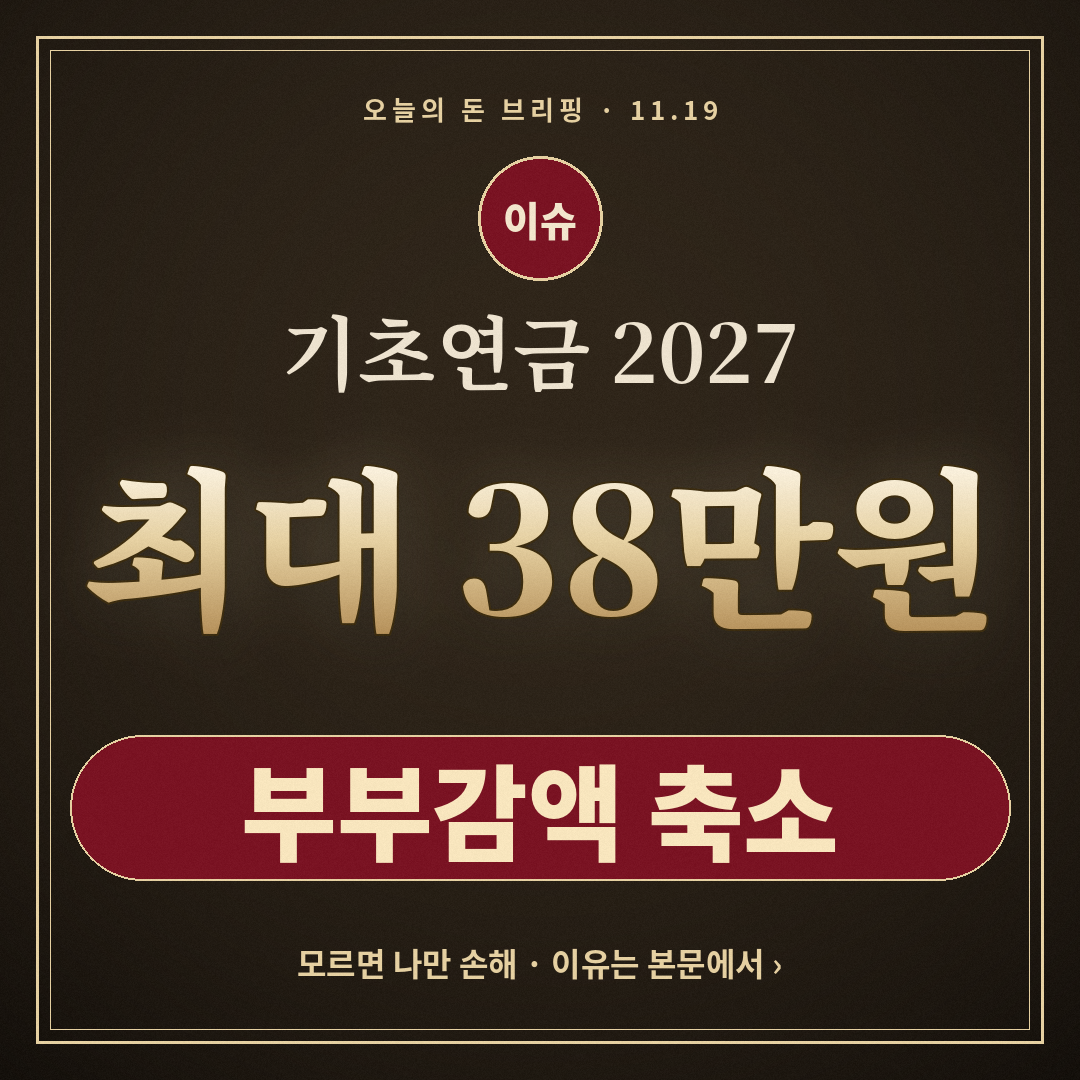 오늘의 돈 브리핑 · 11.19
이슈
기초연금 2027
최대 38만원
부부감액 축소
모르면 나만 손해 · 이유는 본문에서 ›